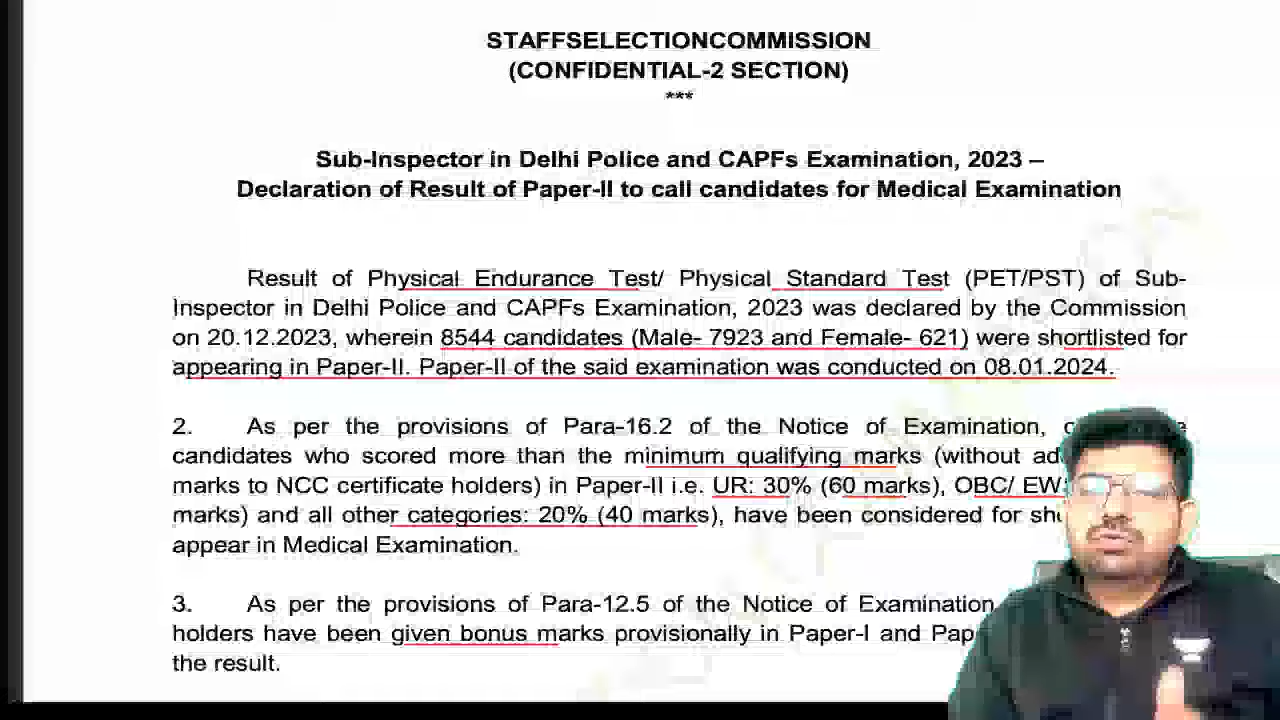 STAFFSELECTIONCOMMISSION
(CONFIDENTIAL-2 SECTION)
***
Sub-Inspector in Delhi Police and CAPFs Examination, 2023 –
Declaration of Result of Paper-II to call candidates for Medical Examination
Result of Physical Endurance Test/ Physical Standard Test (PET/PST) of Sub-
Inspector in Delhi Police and CAPFs Examination, 2023 was declared by the Commission
on 20.12.2023, wherein 8544 candidates (Male- 7923 and Female- 621) were shortlisted for
appearing in Paper-II. Paper-II of the said examination was conducted on 08.01.2024.
2. As per the provisions of Para-16.2 of the Notice of Examination,
candidates who scored more than the minimum qualifying marks (without
marks to NCC certificate holders) in Paper-II i.e. UR: 30% (60 marks), OBC/
marks) and all other categories: 20% (40 marks), have been considered for
appear in Medical Examination.
3. As per the provisions of Para-12.5 of the Notice of Examination
holders have been given bonus marks provisionally in Paper-I and
the result.